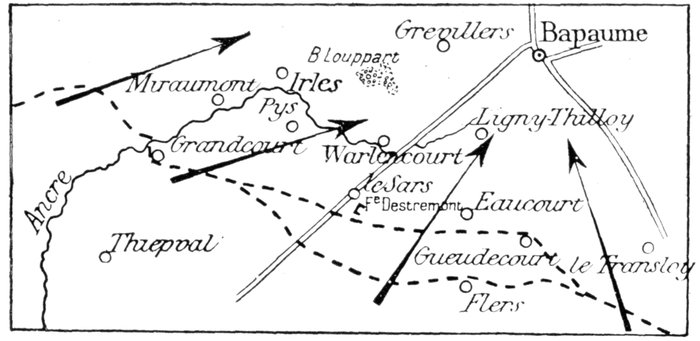 Grevillers
Bapaume
B. Louppart
Miraumont
Irles
Pys
Ligny-Thilloy
Grandcourt
Warlencourt
le Sars
Fe Destremont
Eaucourt
Ancre
Thiepval
Gueudecourt
le Transloy
Flers